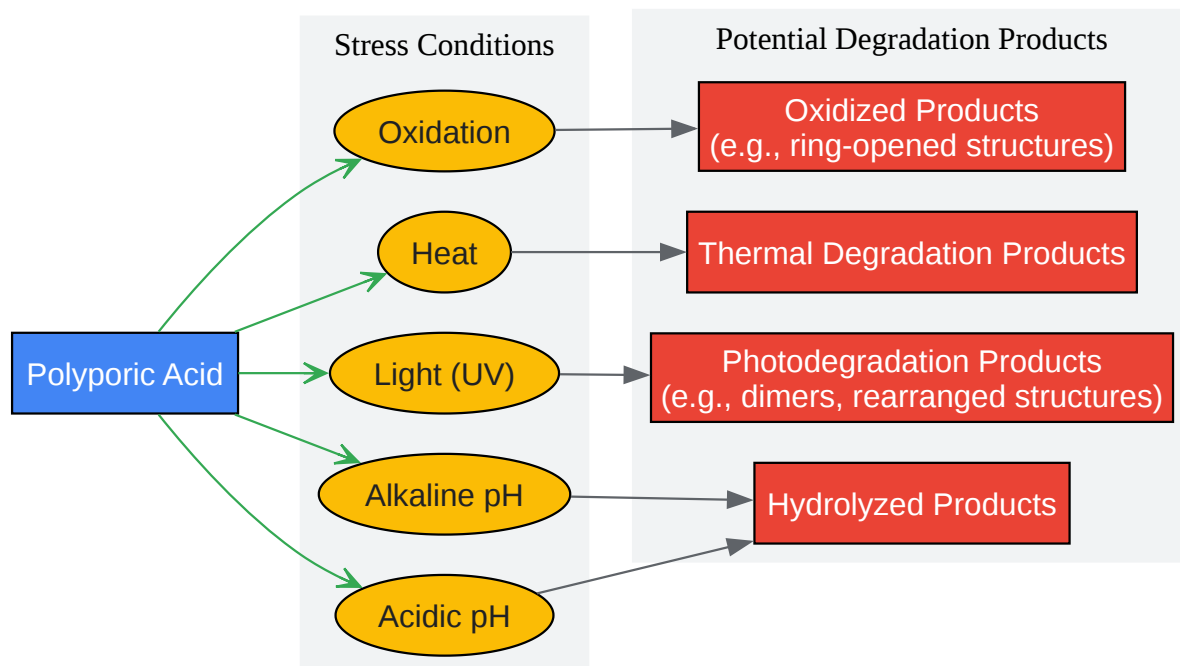 Stress Conditions
Potential Degradation Products
Oxidation
Oxidized Products
(e.g., ring-opened structures)
Heat
Thermal Degradation Products
Polyporic Acid
Light (UV)
Photodegradation Products
(e.g., dimers, rearranged structures)
Alkaline pH
Hydrolyzed Products
Acidic pH